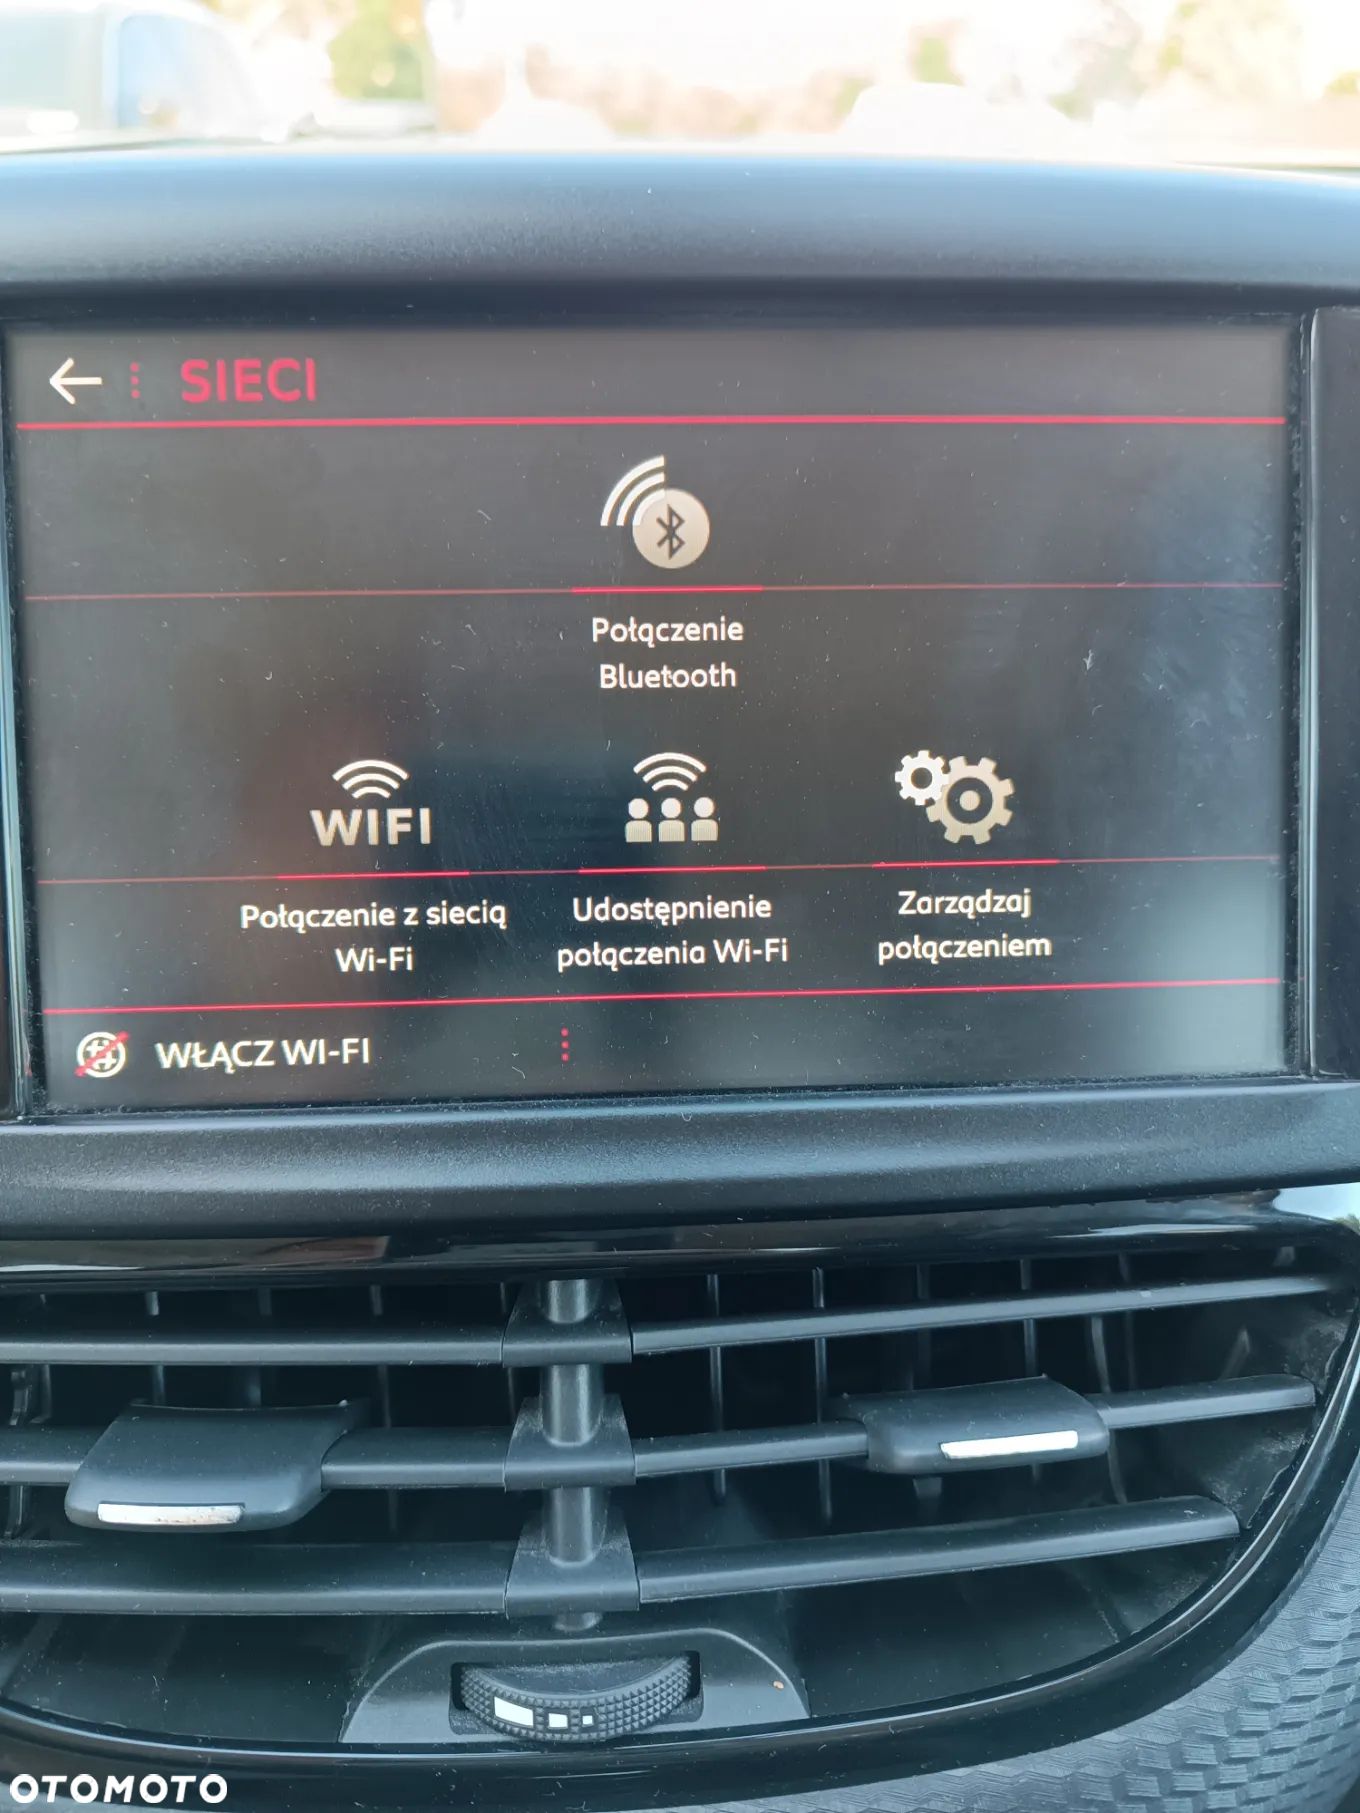 SIECI
Połączenie
Bluetooth
WIFI
Połączenie z siecią
Wi-Fi
Udostępnienie
połączenia Wi-Fi
Zarządzaj
połączeniem
WŁĄCZ WI-FI
OTOMOTO